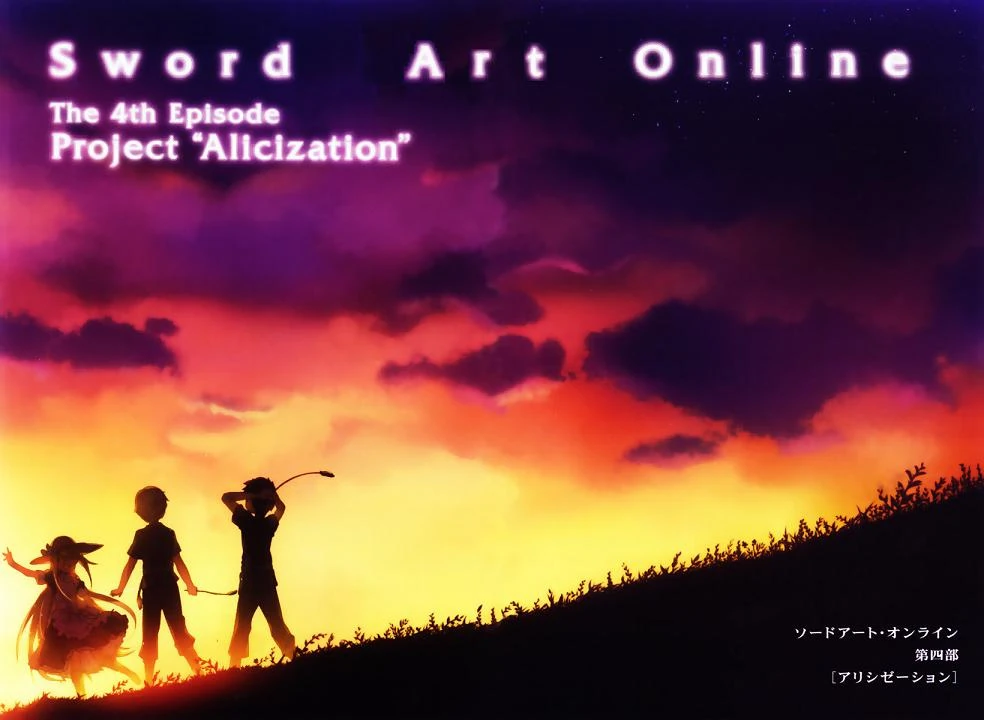 Sword Art Online
The 4th Episode
Project “Alicization”
ソードアート・オンライン
第四部
［アリシゼーション］